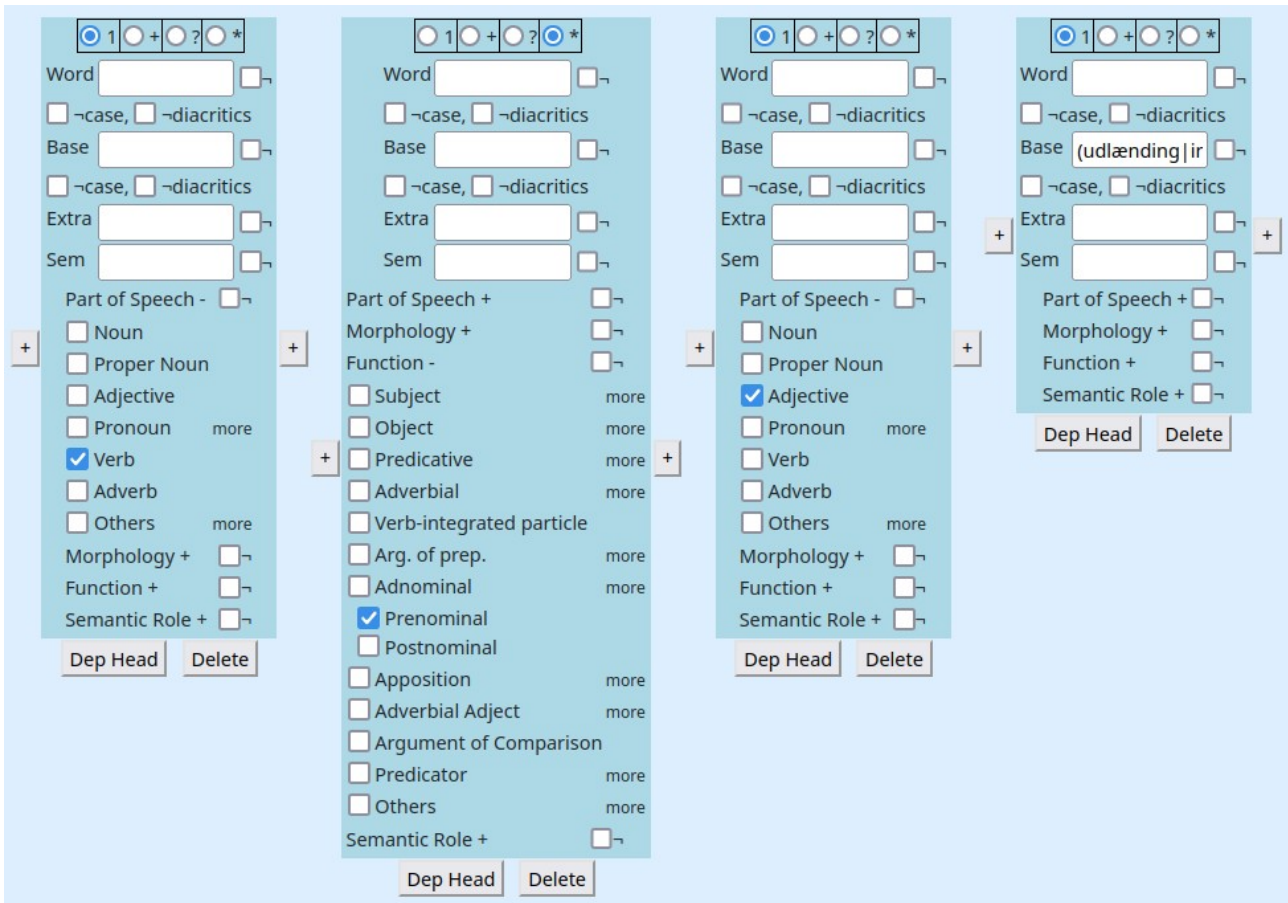 1 + ? *
Word ¬
¬case, ¬diacritics
Base ¬
¬case, ¬diacritics
Extra ¬
Sem ¬
Part of Speech - ¬
Noun
Proper Noun
Adjective
Pronoun more
Verb
Adverb
Others more
Morphology + ¬
Function + ¬
Semantic Role + ¬
Dep Head Delete
+
+
1 + ? *
Word ¬
¬case, ¬diacritics
Base ¬
¬case, ¬diacritics
Extra ¬
Sem ¬
Part of Speech + ¬
Morphology + ¬
Function - ¬
Subject more
Object more
Predicative more
Adverbial more
Verb-integrated particle
Arg. of prep. more
Adnominal more
Prenominal
Postnominal
Apposition more
Adverbial Adject more
Argument of Comparison
Predicator more
Others more
Semantic Role + ¬
Dep Head Delete
+
+
1 + ? *
Word ¬
¬case, ¬diacritics
Base ¬
¬case, ¬diacritics
Extra ¬
Sem ¬
Part of Speech - ¬
Noun
Proper Noun
Adjective
Pronoun more
Verb
Adverb
Others more
Morphology + ¬
Function + ¬
Semantic Role + ¬
Dep Head Delete
+
+
1 + ? *
Word ¬
¬case, ¬diacritics
Base (udlænding|ir ¬
¬case, ¬diacritics
Extra ¬
Sem ¬
Part of Speech + ¬
Morphology + ¬
Function + ¬
Semantic Role + ¬
Dep Head Delete
+
+